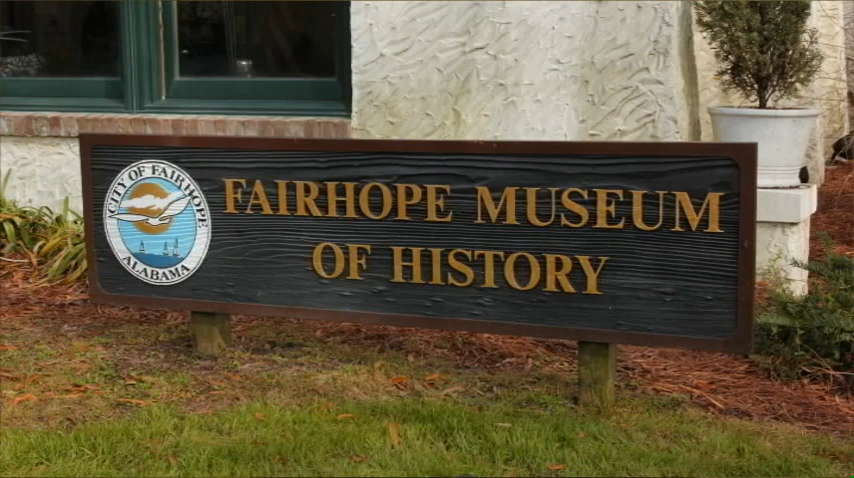 CITY OF FAIRHOPE
ALABAMA
FAIRHOPE MUSEUM
OF HISTORY